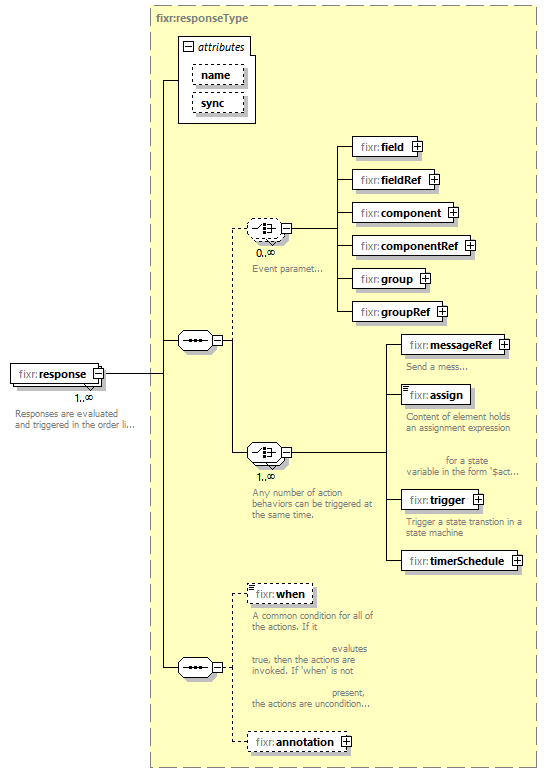 fixr:responseType
attributes
name
sync
fixr:field
fixr:fieldRef
fixr:component
0..∞
fixr:componentRef
Event paramet...
fixr:group
fixr:groupRef
fixr:messageRef
Send a mess...
fixr:response
1..∞
Responses are evaluated
and triggered in the order li...
fixr:assign
Content of element holds
an assignment expression
for a state
variable in the form '$act...
1..∞
Any number of action
behaviors can be triggered at
the same time.
fixr:trigger
Trigger a state transtion in a
state machine
fixr:timerSchedule
fixr:when
A common condition for all of
the actions. If it
evalutes
true, then the actions are
invoked. If 'when' is not
present,
the actions are uncondition...
fixr:annotation